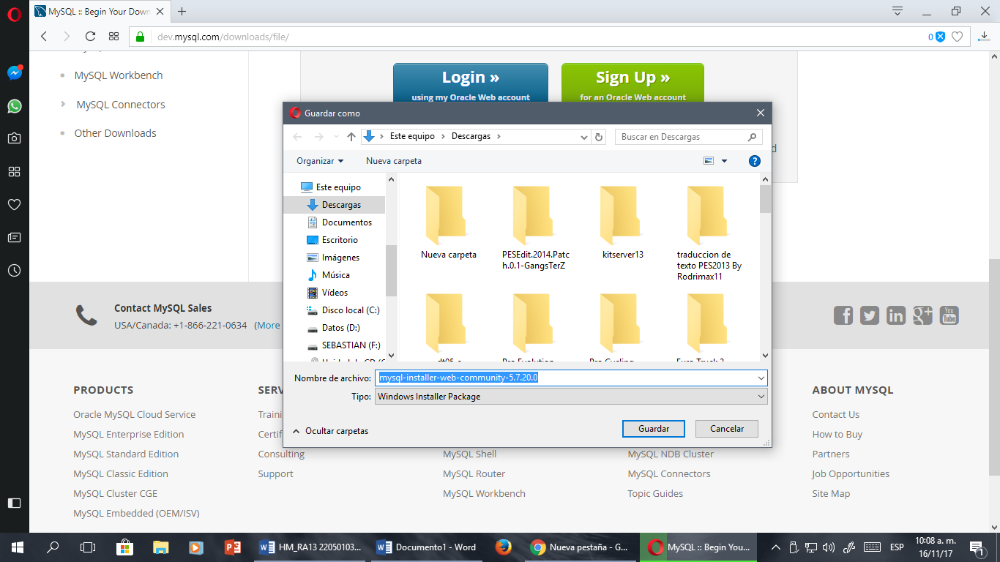 MySQL :: Begin Your Down
dev.mysql.com/downloads/file/
0
MySQL Workbench
MySQL Connectors
Other Downloads
Login »
using my Oracle Web account
Sign Up »
for an Oracle Web account
Guardar como
Este equipo
Descargas
Buscar en Descargas
Organizar
Nueva carpeta
Este equipo
Descargas
Documentos
Escritorio
Imágenes
Música
Vídeos
Disco local (C:)
Datos (D:)
SEBASTIAN (F:)
Nueva carpeta
PESEdit.2014.Patc
h.0.1-GangsTerZ
kitserver13
traduccion de
texto PES2013 By
Rodrimax11
Nombre de archivo:
mysql-installer-web-community-5.7.20.0
Tipo:
Windows Installer Package
Ocultar carpetas
Guardar
Cancelar
Contact MySQL Sales
USA/Canada: +1-866-221-0634 (More
PRODUCTS
Oracle MySQL Cloud Service
MySQL Enterprise Edition
MySQL Standard Edition
MySQL Classic Edition
MySQL Cluster CGE
MySQL Embedded (OEM/ISV)
SERV
Traini
Certif
Consulting
Support
MySQL Shell
MySQL Router
MySQL Workbench
MySQL NDB Cluster
MySQL Connectors
Topic Guides
ABOUT MYSQL
Contact Us
How to Buy
Partners
Job Opportunities
Site Map
HM_RA13 22050103...
Documento1 - Word
Nueva pestaña - G...
MySQL :: Begin You...
ESP
10:08 a. m.
16/11/17
1